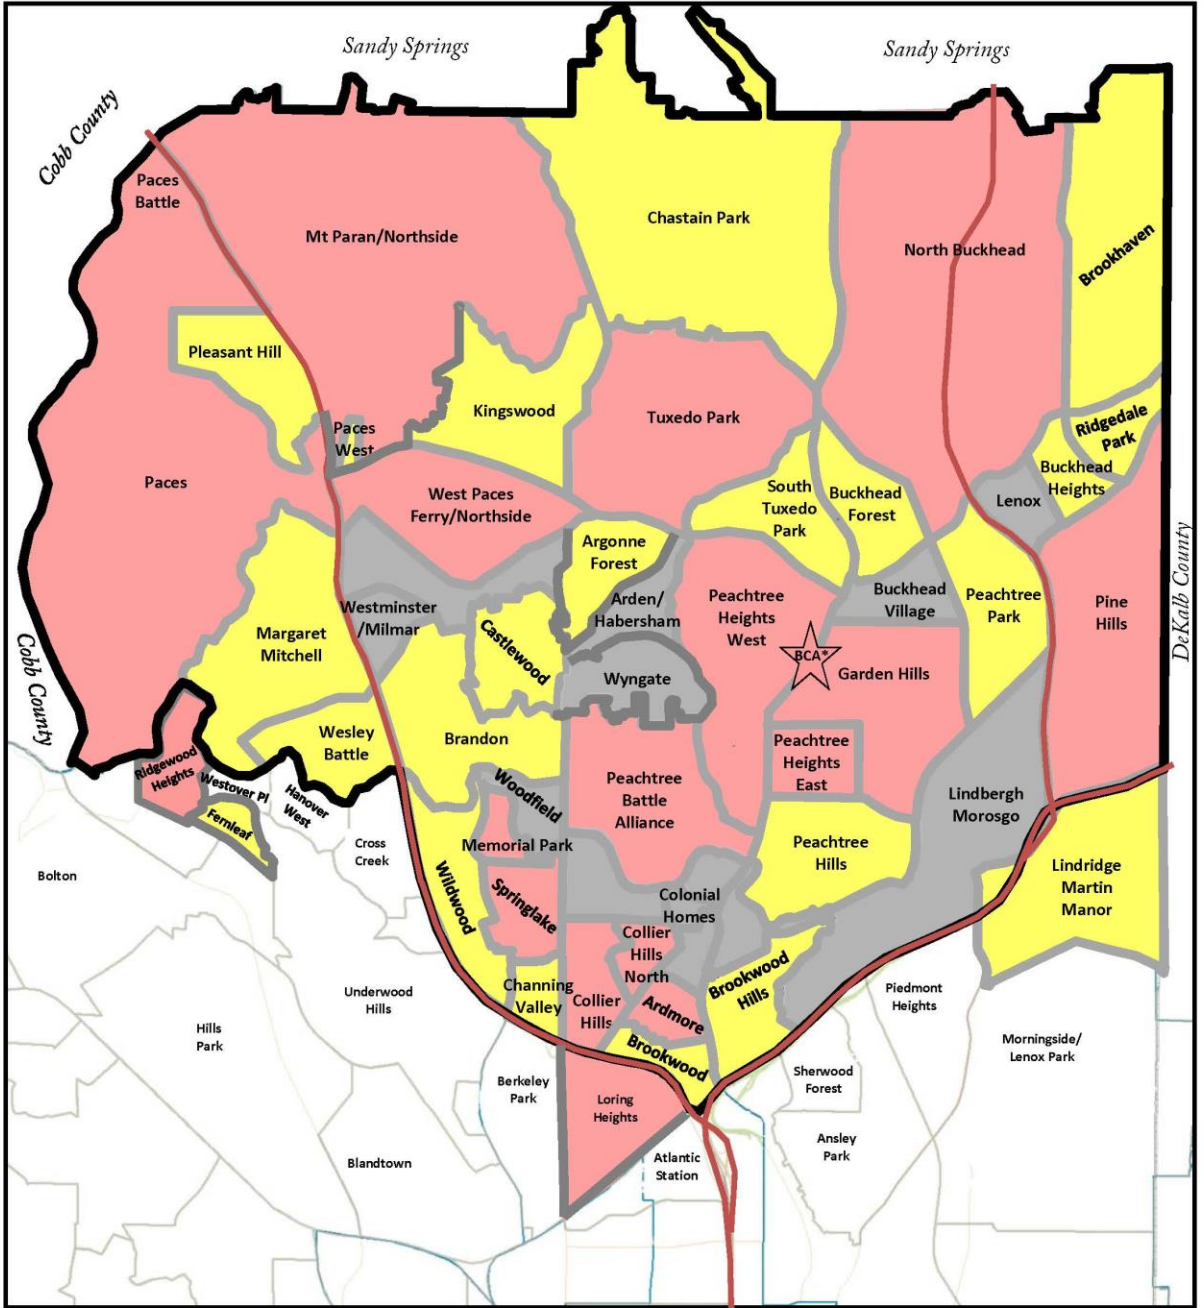 Sandy Springs
Sandy Springs
Cobb County
Paces
Battle
Mt Paran/Northside
Chastain Park
North Buckhead
Brookhaven
Pleasant Hill
Kingswood
Tuxedo Park
Ridgedale
Park
Paces
West
Paces
West Paces
Ferry/Northside
South
Tuxedo
Park
Buckhead
Forest
Buckhead
Heights
Lenox
Argonne
Forest
DeKalb County
Westminster
/Milmar
Arden/
Habersham
Peachtree
Heights
West
Buckhead
Village
Peachtree
Park
Pine
Hills
Margaret
Mitchell
Castlewood
Wyngate
BCA*
Garden Hills
Cobb County
Wesley
Battle
Brandon
Peachtree
Heights
East
Ridgewood
Heights
Westover Pl
Hanover
West
Fernleaf
Woodfield
Peachtree
Battle
Alliance
Lindbergh
Morosgo
Cross
Creek
Memorial Park
Peachtree
Hills
Bolton
Wildwood
Springlake
Colonial
Homes
Lindridge
Martin
Manor
Collier
Hills
North
Underwood
Hills
Channing
Valley
Collier
Hills
Ardmore
Brookwood
Hills
Piedmont
Heights
Hills
Park
Brookwood
Morningside/
Lenox Park
Berkeley
Park
Loring
Heights
Sherwood
Forest
Blandtown
Atlantic
Station
Ansley
Park